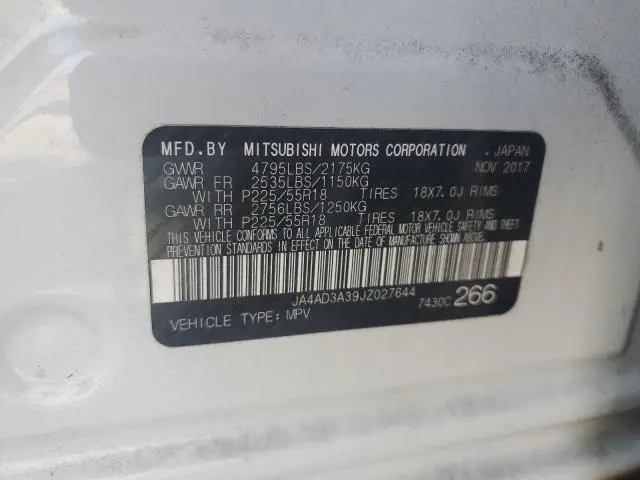 MFD.BY MITSUBISHI MOTORS CORPORATION . JAPAN
GVWR 4795LBS/2175KG NOV 2017
GAWR FR 2535LBS/1150KG
WITH P225/55R18 TIRES 18X7.0J RIMS
GAWR RR 2756LBS/1250KG
WITH P225/55R18 TIRES 18X7.0J RIMS
THIS VEHICLE CONFORMS TO ALL APPLICABLE FEDERAL MOTOR VEHICLE SAFETY, BUMPER, AND THEFT
PREVENTION STANDARDS IN EFFECT ON THE DATE OF MANUFACTURE SHOWN ABOVE.
JA4AD3A39JZ027644 7430C 266
VEHICLE TYPE: MPV